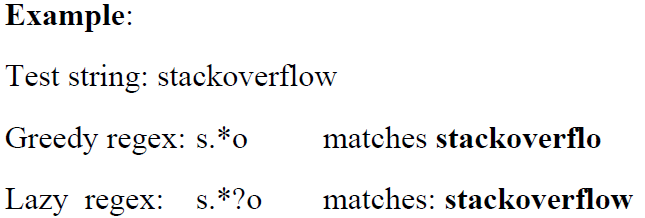 Example:
Test string: stackoverflow
Greedy regex: s.*o matches stackoverflo
Lazy regex: s.*?o matches: stackoverflow